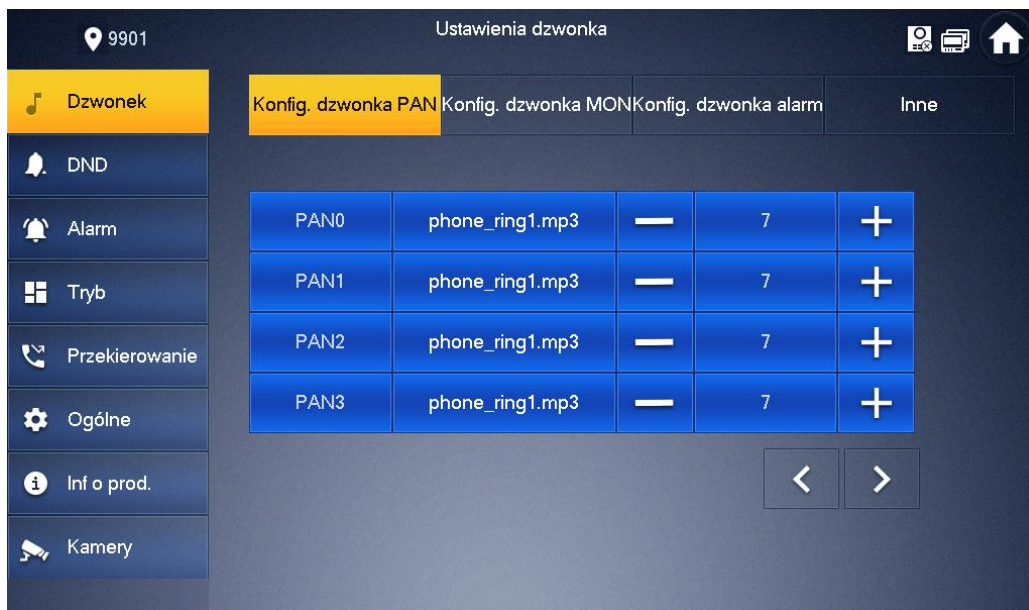 9901
Ustawienia dzwonka
Dzwonek
DND
Alarm
Tryb
Przekierowanie
Ogólne
Inf o prod.
Kamery
Konfig. dzwonka PAN Konfig. dzwonka MON Konfig. dzwonka alarm Inne
PAN0 phone_ring1.mp3 — 7 +
PAN1 phone_ring1.mp3 — 7 +
PAN2 phone_ring1.mp3 — 7 +
PAN3 phone_ring1.mp3 — 7 +
< >